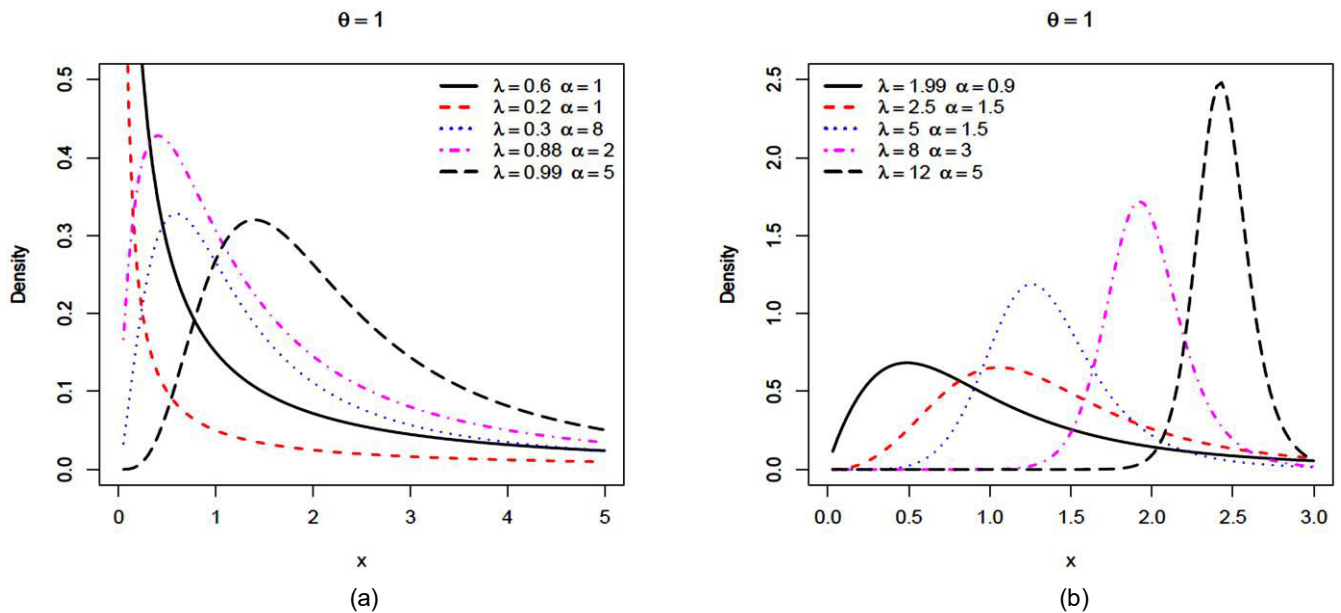 θ = 1
0.5
0.4
0.3
0.2
0.1
0.0
Density
λ = 0.6 α = 1
λ = 0.2 α = 1
λ = 0.3 α = 8
λ = 0.88 α = 2
λ = 0.99 α = 5
0 1 2 3 4 5
x
(a)
θ = 1
2.5
2.0
1.5
1.0
0.5
0.0
Density
λ = 1.99 α = 0.9
λ = 2.5 α = 1.5
λ = 5 α = 1.5
λ = 8 α = 3
λ = 12 α = 5
0.0 0.5 1.0 1.5 2.0 2.5 3.0
x
(b)